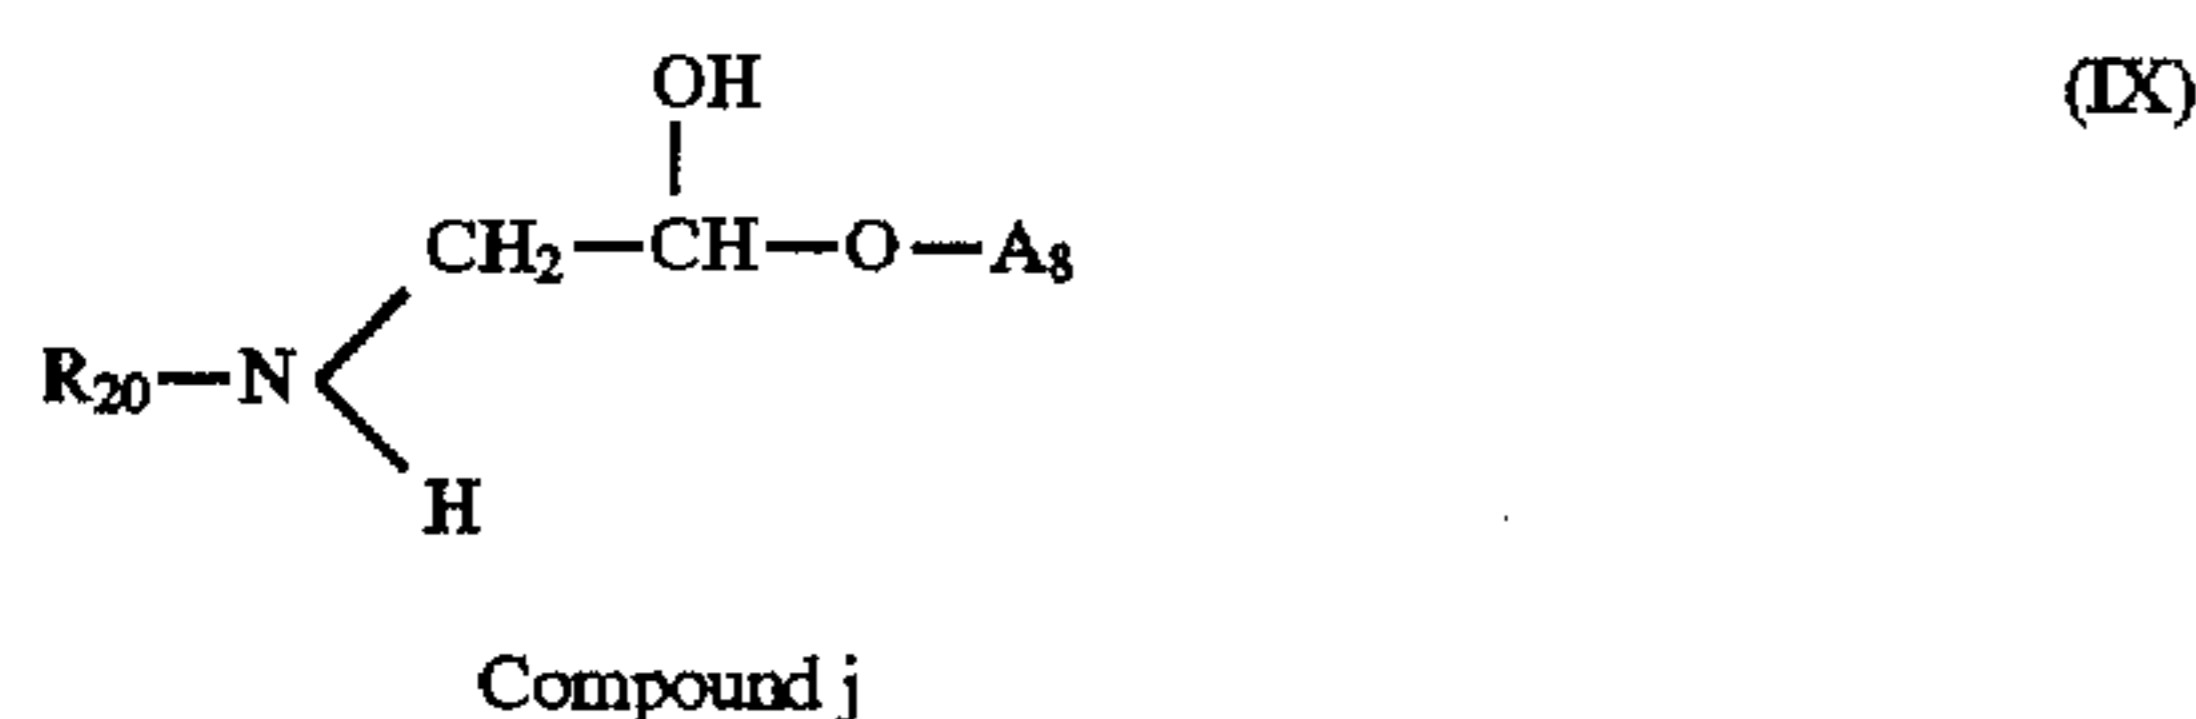 OH (IX)
CH₂—CH—O—A₈
R₂₀—N
H
Compound j